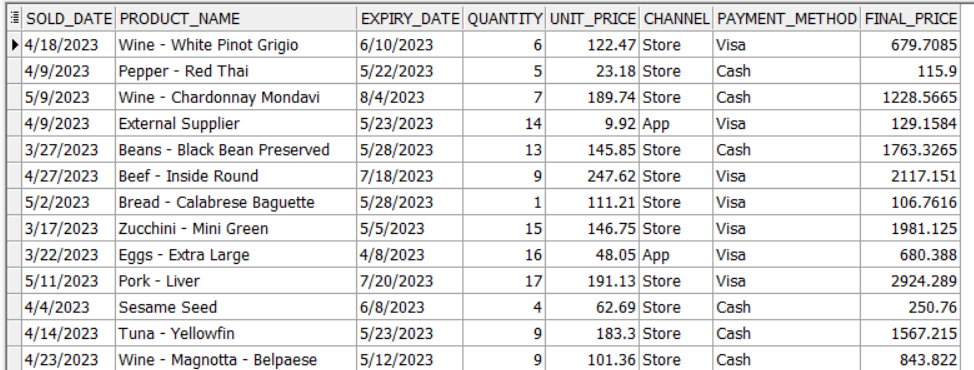 SOLD_DATE PRODUCT_NAME EXPIRY_DATE QUANTITY UNIT_PRICE CHANNEL PAYMENT_METHOD FINAL_PRICE
4/18/2023 Wine - White Pinot Grigio 6/10/2023 6 122.47 Store Visa 679.7085
4/9/2023 Pepper - Red Thai 5/22/2023 5 23.18 Store Cash 115.9
5/9/2023 Wine - Chardonnay Mondavi 8/4/2023 7 189.74 Store Cash 1228.5665
4/9/2023 External Supplier 5/23/2023 14 9.92 App Visa 129.1584
3/27/2023 Beans - Black Bean Preserved 5/28/2023 13 145.85 Store Cash 1763.3265
4/27/2023 Beef - Inside Round 7/18/2023 9 247.62 Store Visa 2117.151
5/2/2023 Bread - Calabrese Baguette 5/28/2023 1 111.21 Store Visa 106.7616
3/17/2023 Zucchini - Mini Green 5/5/2023 15 146.75 Store Visa 1981.125
3/22/2023 Eggs - Extra Large 4/8/2023 16 48.05 App Visa 680.388
5/11/2023 Pork - Liver 7/20/2023 17 191.13 Store Visa 2924.289
4/4/2023 Sesame Seed 6/8/2023 4 62.69 Store Cash 250.76
4/14/2023 Tuna - Yellowfin 5/23/2023 9 183.3 Store Cash 1567.215
4/23/2023 Wine - Magnotta - Belpaese 5/12/2023 9 101.36 Store Cash 843.822